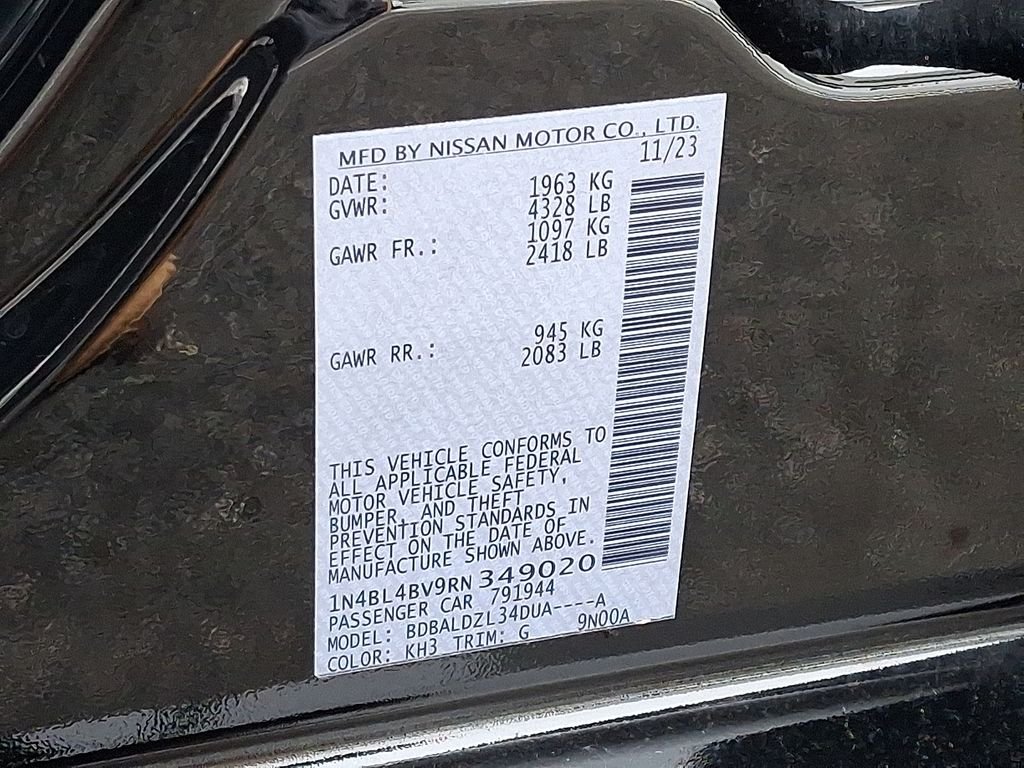 MFD BY NISSAN MOTOR CO., LTD.
DATE: 11/23
GVWR: 1963 KG
4328 LB
GAWR FR.: 1097 KG
2418 LB
GAWR RR.: 945 KG
2083 LB
THIS VEHICLE CONFORMS TO
ALL APPLICABLE FEDERAL
MOTOR VEHICLE SAFETY,
BUMPER, AND THEFT
PREVENTION STANDARDS IN
EFFECT ON THE DATE OF
MANUFACTURE SHOWN ABOVE.
1N4BL4BV9RN349020
PASSENGER CAR 791944
MODEL: BDBALDZL34DUA----A
COLOR: KH3 TRIM: G 9N00A